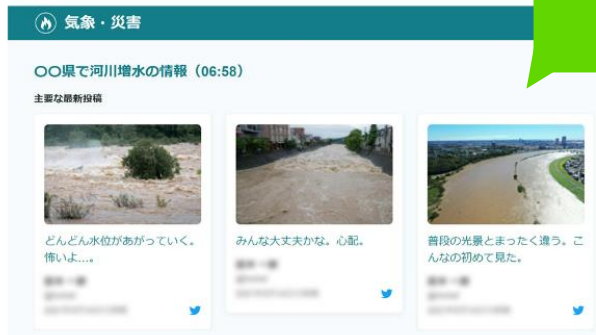 気象・災害
〇〇県で河川増水の情報（06:58）
主要な最新投稿
どんどん水位があがっていく。
怖いよ…。
みんな大丈夫かな。心配。
普段の光景とまったく違う。こ
んなの初めて見た。